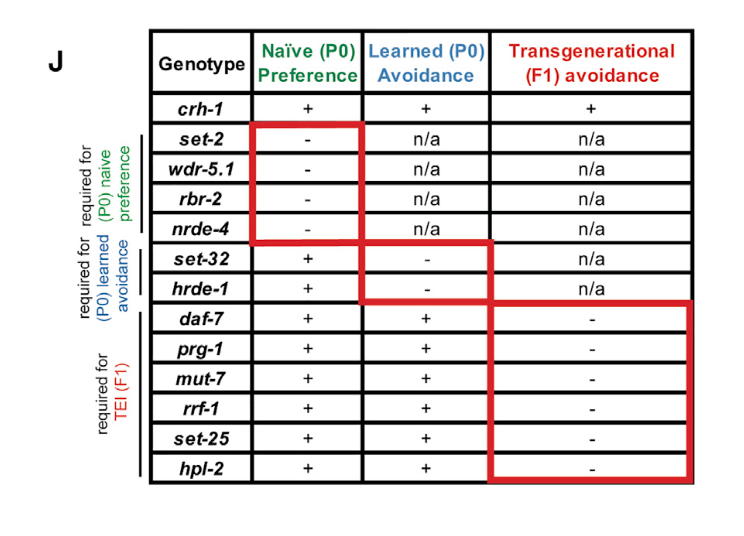 J
Genotype Naïve (P0) Preference Learned (P0) Avoidance Transgenerational (F1) avoidance
crh-1 + + +
set-2 - n/a n/a
wdr-5.1 - n/a n/a
rbr-2 - n/a n/a
nrde-4 - n/a n/a
set-32 + - n/a
hrde-1 + - n/a
daf-7 + + -
prg-1 + + -
mut-7 + + -
rrf-1 + + -
set-25 + + -
hpl-2 + + -
required for
(P0) naive
preference
required for
(P0) learned
avoidance
required for
TEI (F1)